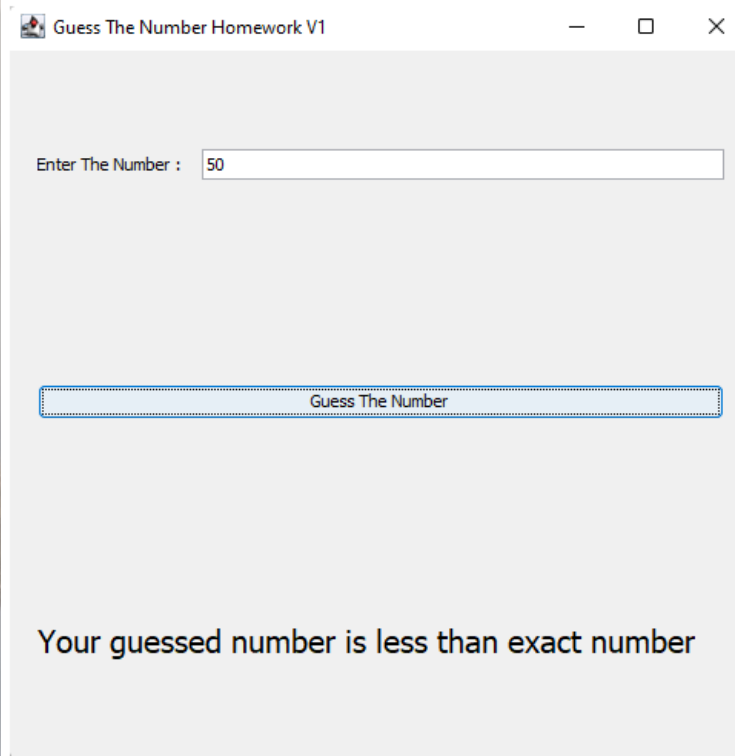 Guess The Number Homework V1
Enter The Number : 50
Guess The Number
Your guessed number is less than exact number